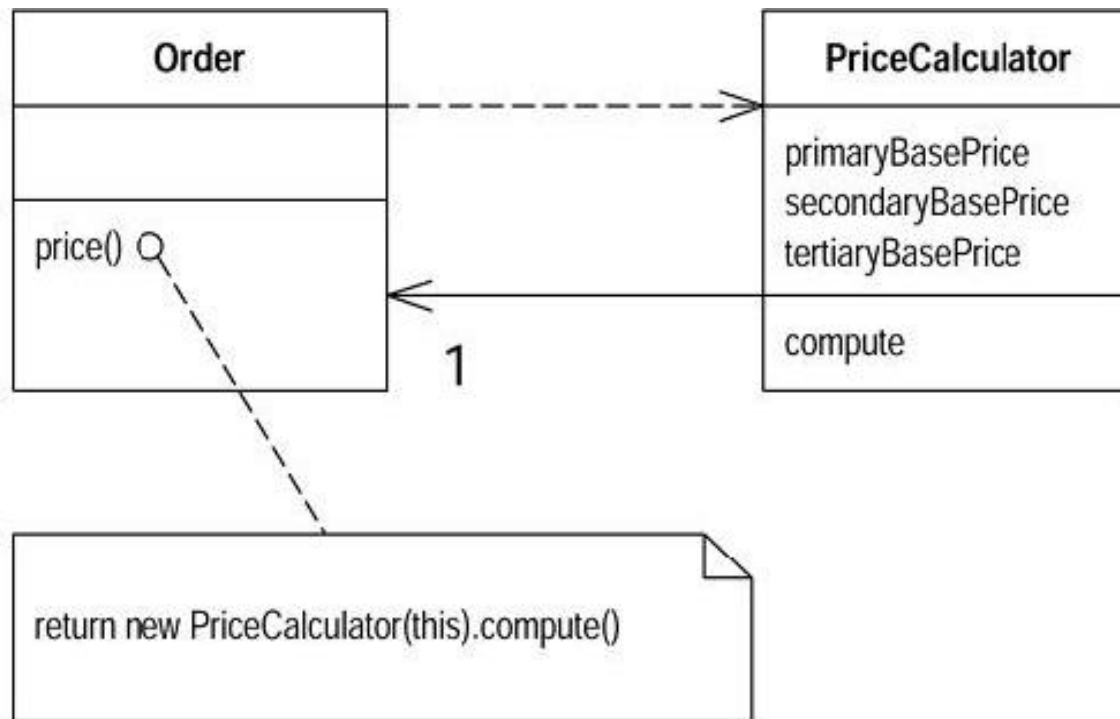 Order
price()
PriceCalculator
primaryBasePrice
secondaryBasePrice
tertiaryBasePrice
compute
1
return new PriceCalculator(this).compute()